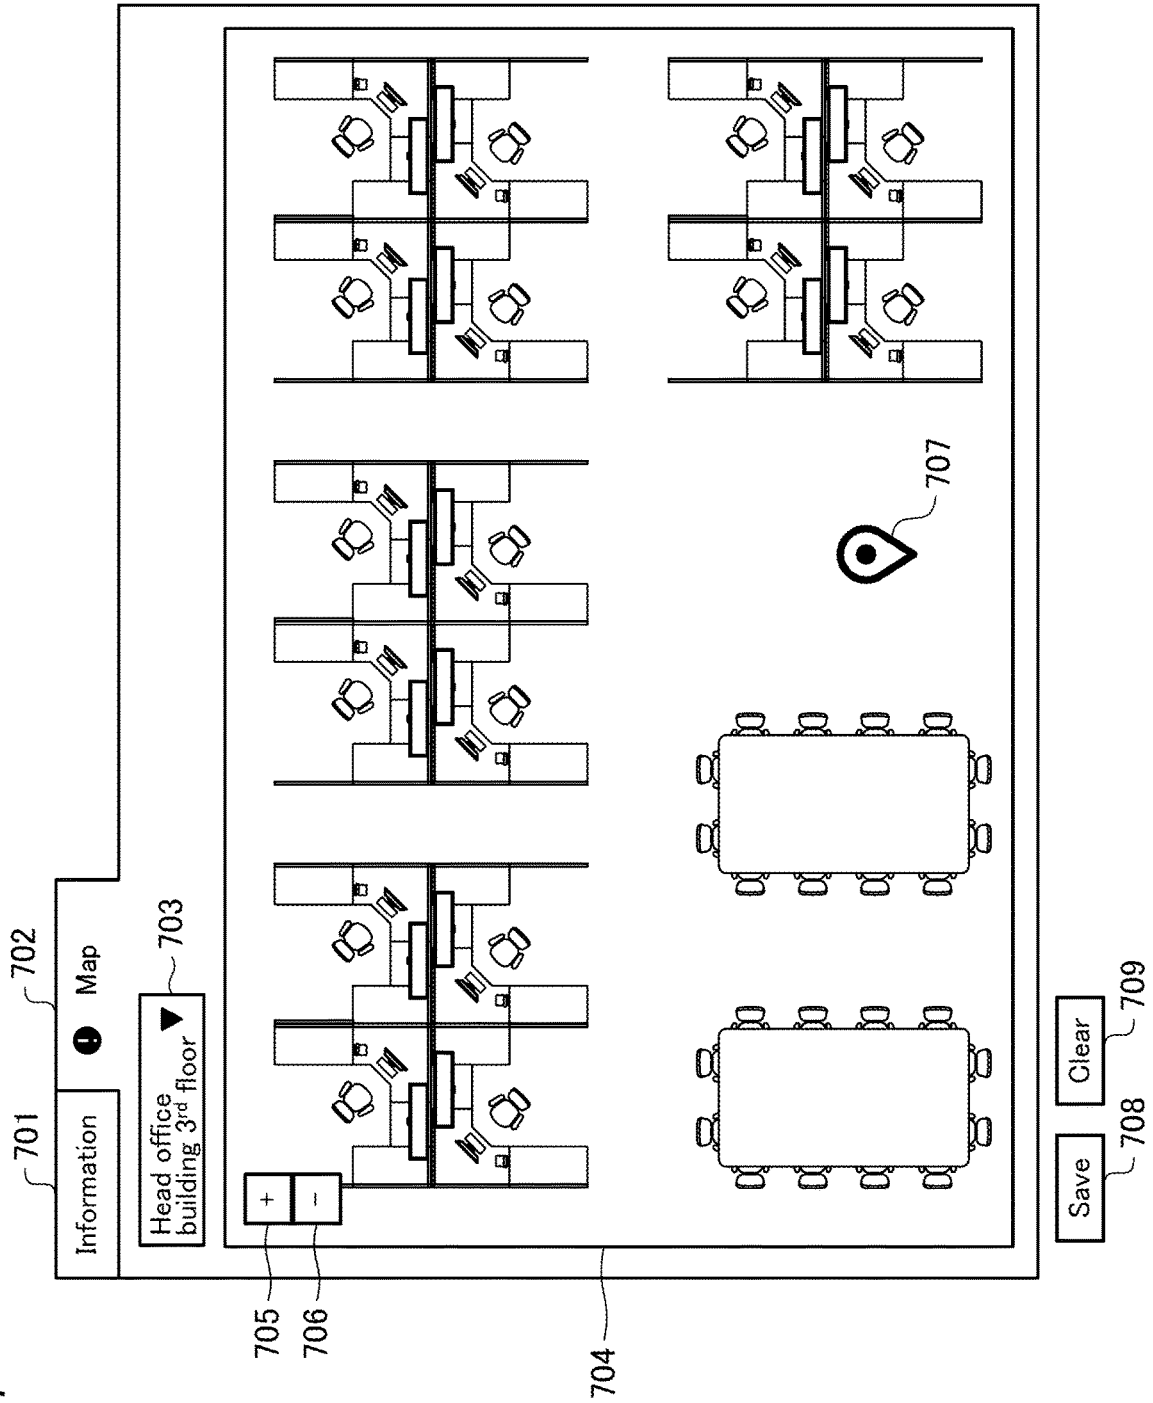 701
702
Information
! Map
Head office
building 3rd floor ▼
703
705
+
706
−
704
707
Save
Clear
708
709